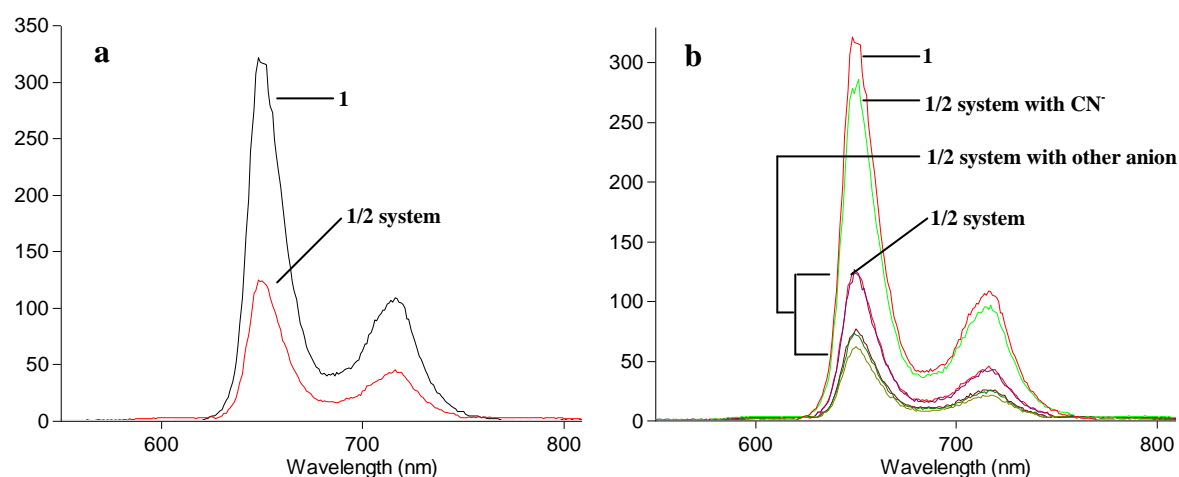 a
350
300
250
200
150
100
50
0
1
1/2 system
600
700
800
Wavelength (nm)
b
300
250
200
150
100
50
0
1
1/2 system with CN⁻
1/2 system with other anion
1/2 system
600
700
800
Wavelength (nm)